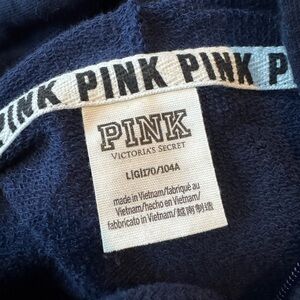 PINK PINK PINK P
PINK
VICTORIA'S SECRET
L|G|170/104A
made in Vietnam/fabriqué au
Vietnam/hecho en Vietnam/
fabbricato in Vietnam/越南制造